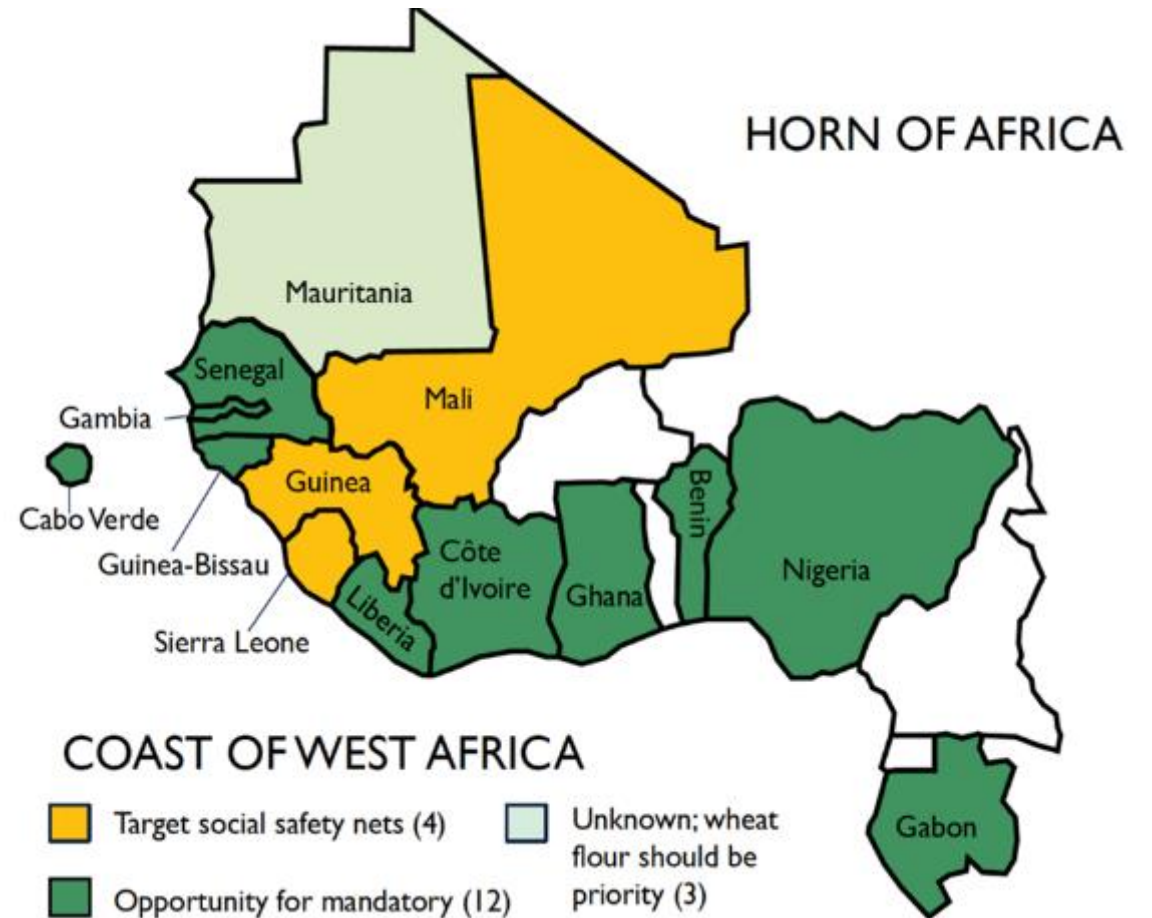 HORN OF AFRICA
Mauritania
Senegal
Gambia
Mali
Cabo Verde
Guinea
Guinea-Bissau
Benin
Côte
d'Ivoire
Ghana
Nigeria
Liberia
Sierra Leone
Gabon
COAST OF WEST AFRICA
Target social safety nets (4)
Opportunity for mandatory (12)
Unknown; wheat
flour should be
priority (3)